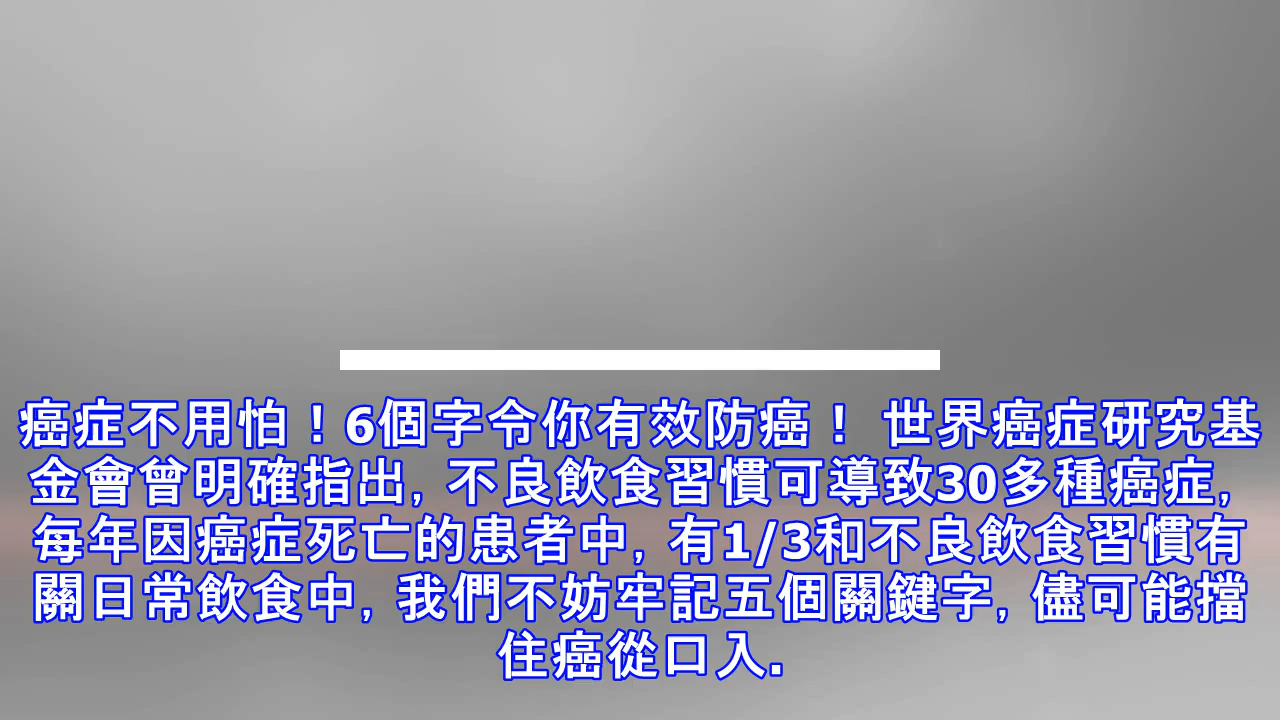 癌症不用怕！6個字令你有效防癌！ 世界癌症研究基
金會曾明確指出, 不良飲食習慣可導致30多種癌症,
每年因癌症死亡的患者中, 有1/3和不良飲食習慣有
關日常飲食中, 我們不妨牢記五個關鍵字, 儘可能擋
住癌從口入.